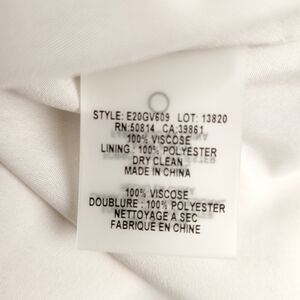 STYLE: E20GV609 LOT: 13820
RN:50814 CA:39861
100% VISCOSE
LINING : 100% POLYESTER
DRY CLEAN
MADE IN CHINA
100% VISCOSE
DOUBLURE : 100% POLYESTER
NETTOYAGE A SEC
FABRIQUÉ EN CHINE